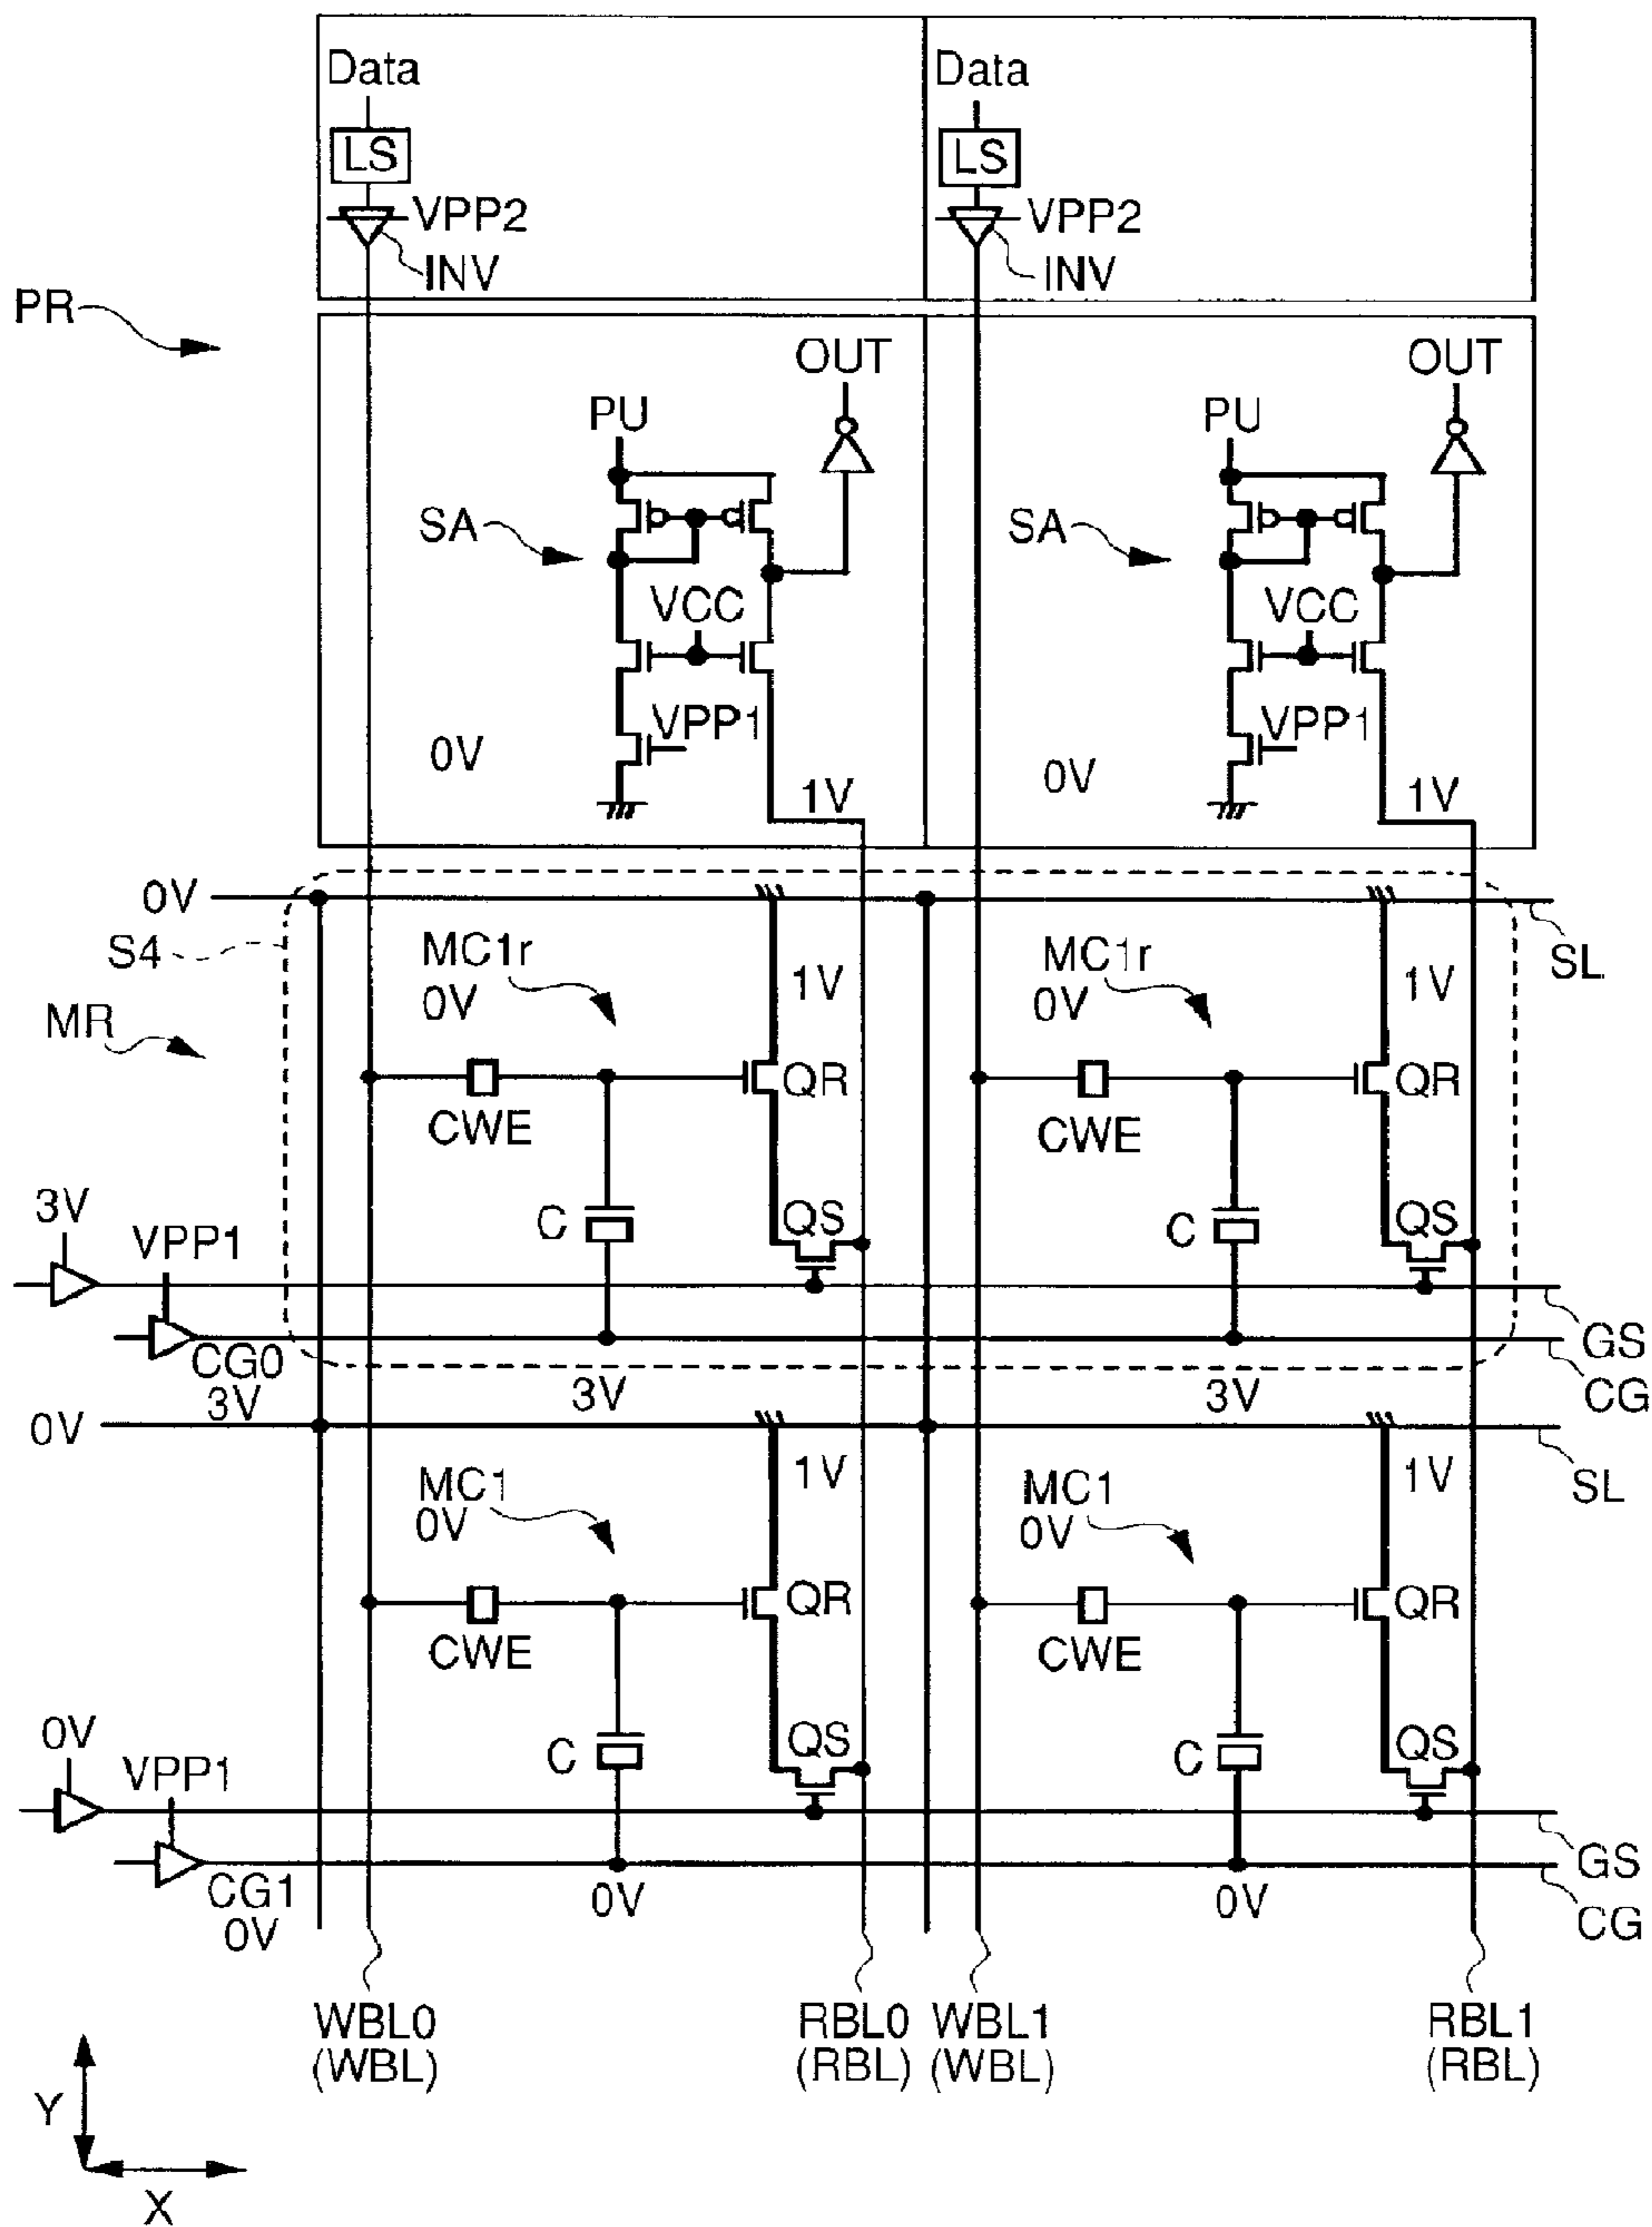 Data Data
LS LS
VPP2 VPP2
INV INV
PR
OUT OUT
PU PU
SA SA
VCC VCC
VPP1 VPP1
0V 0V
1V 1V
0V
S4
SL
MC1r 1V MC1r 1V
0V 0V
MR
QR QR
CWE CWE
3V
C QS C QS
VPP1
GS
CG0
3V 3V 3V
CG
0V
1V 1V
SL
MC1 MC1
0V 0V
QR QR
CWE CWE
0V
C QS C QS
VPP1
GS
CG1 0V 0V
0V
CG
WBL0 RBL0 WBL1 RBL1
(WBL) (RBL) (WBL) (RBL)
Y
X